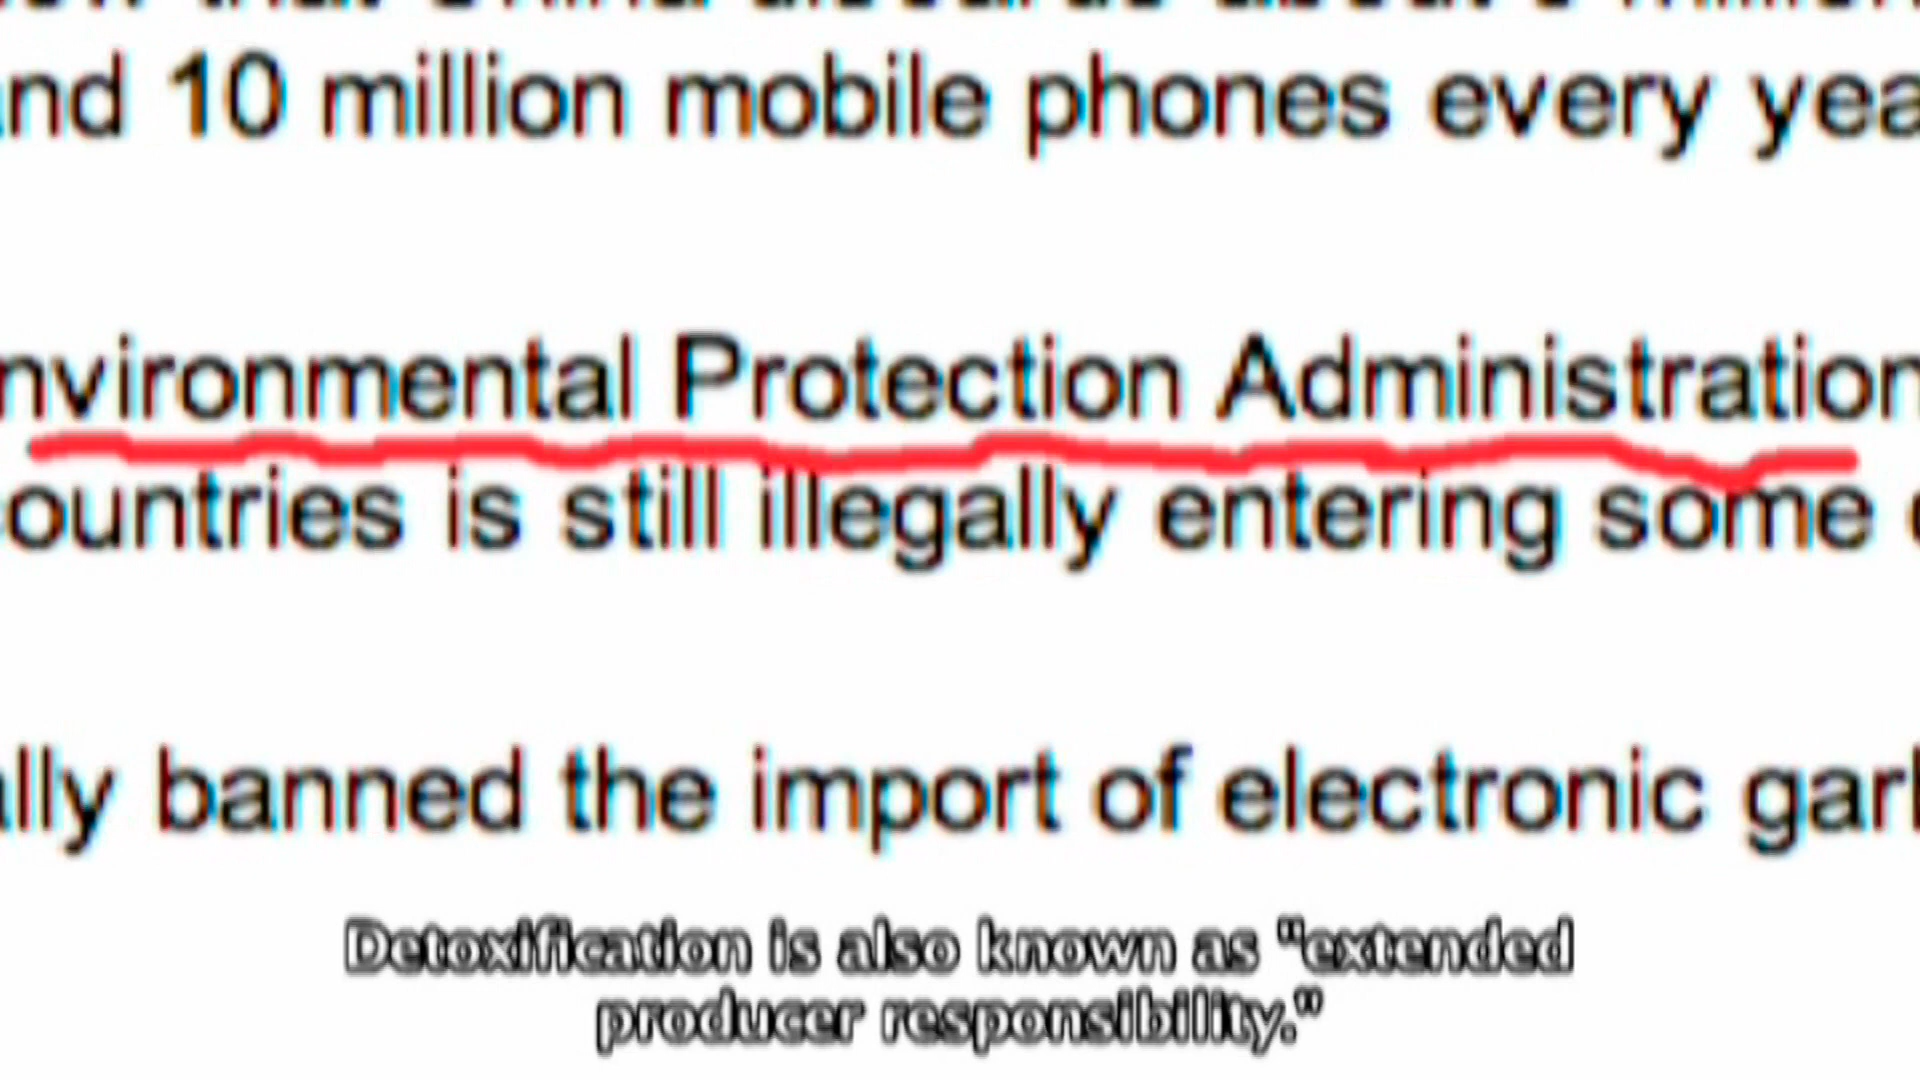 nd 10 million mobile phones every yea
nvironmental Protection Administration
ountries is still illegally entering some
ally banned the import of electronic gar
Detoxification is also known as "extended
producer responsibility."